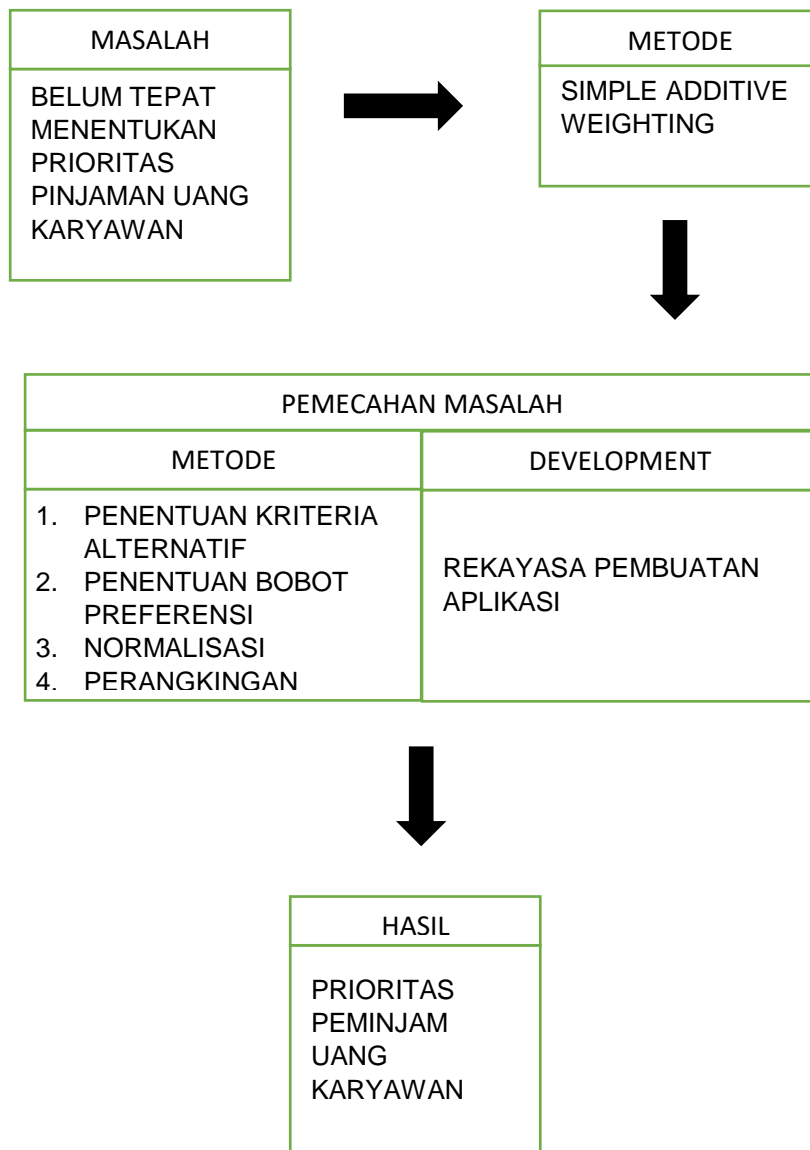 MASALAH
BELUM TEPAT
MENENTUKAN
PRIORITAS
PINJAMAN UANG
KARYAWAN
METODE
SIMPLE ADDITIVE
WEIGHTING
PEMECAHAN MASALAH
METODE
1. PENENTUAN KRITERIA
ALTERNATIF
2. PENENTUAN BOBOT
PREFERENSI
3. NORMALISASI
4. PERANGKINGAN
DEVELOPMENT
REKAYASA PEMBUATAN
APLIKASI
HASIL
PRIORITAS
PEMINJAM
UANG
KARYAWAN